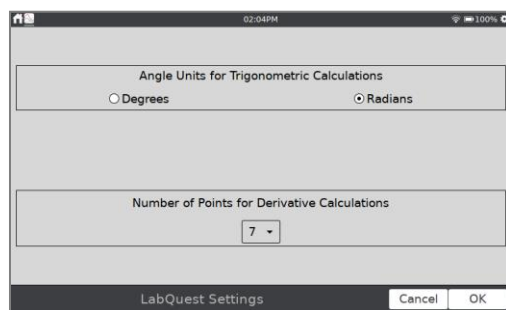 02:04PM 100%
Angle Units for Trigonometric Calculations
Degrees Radians
Number of Points for Derivative Calculations
7
LabQuest Settings Cancel OK